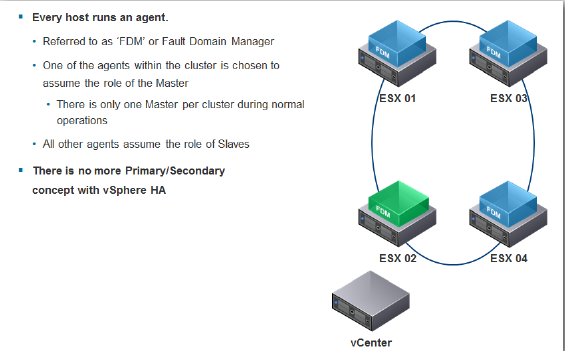 Every host runs an agent.
Referred to as ‘FDM’ or Fault Domain Manager
One of the agents within the cluster is chosen to
assume the role of the Master
There is only one Master per cluster during normal
operations
All other agents assume the role of Slaves
There is no more Primary/Secondary
concept with vSphere HA
FDM
FDM
ESX 01
ESX 03
FDM
FDM
ESX 02
ESX 04
vCenter